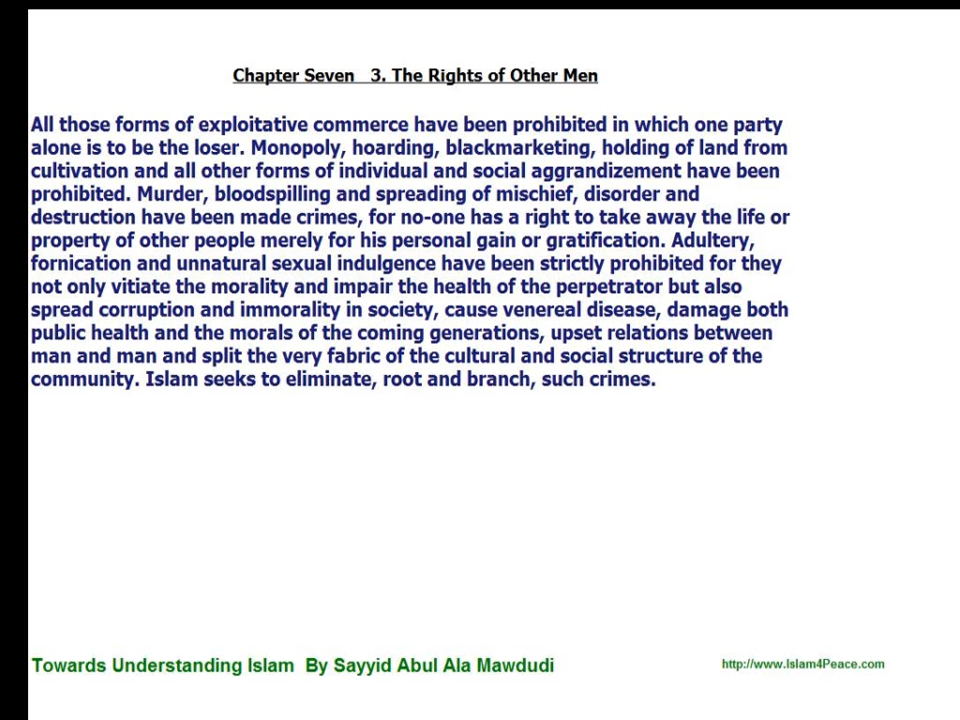 Chapter Seven   3. The Rights of Other Men
All those forms of exploitative commerce have been prohibited in which one party
alone is to be the loser. Monopoly, hoarding, blackmarketing, holding of land from
cultivation and all other forms of individual and social aggrandizement have been
prohibited. Murder, bloodspilling and spreading of mischief, disorder and
destruction have been made crimes, for no-one has a right to take away the life or
property of other people merely for his personal gain or gratification. Adultery,
fornication and unnatural sexual indulgence have been strictly prohibited for they
not only vitiate the morality and impair the health of the perpetrator but also
spread corruption and immorality in society, cause venereal disease, damage both
public health and the morals of the coming generations, upset relations between
man and man and split the very fabric of the cultural and social structure of the
community. Islam seeks to eliminate, root and branch, such crimes.
Towards Understanding Islam  By Sayyid Abul Ala Mawdudi
http://www.Islam4Peace.com